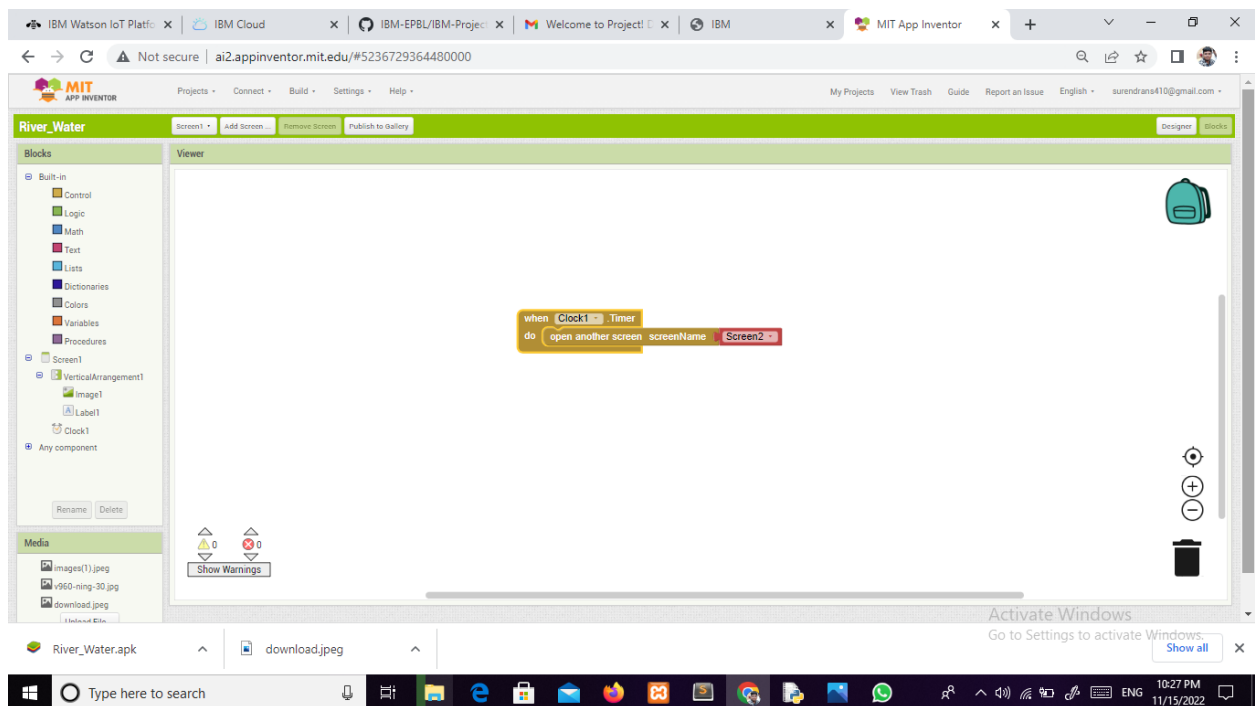 IBM Watson IoT Platfo
IBM Cloud
IBM-EPBL/IBM-Project
Welcome to Project! D
IBM
MIT App Inventor
Not secure | ai2.appinventor.mit.edu/#5236729364480000
MIT
APP INVENTOR
Projects
Connect
Build
Settings
Help
My Projects
View Trash
Guide
Report an Issue
English
surendrans410@gmail.com
River_Water
Screen1
Add Screen ...
Remove Screen
Publish to Gallery
Designer
Blocks
Blocks
Viewer
Built-in
Control
Logic
Math
Text
Lists
Dictionaries
Colors
Variables
Procedures
Screen1
VerticalArrangement1
Image1
Label1
Clock1
Any component
Rename
Delete
when Clock1 .Timer
do open another screen screenName Screen2
0
0
Show Warnings
Media
images(1).jpeg
v960-ning-30.jpg
download.jpeg
Upload File
Activate Windows
Go to Settings to activate Windows.
River_Water.apk
download.jpeg
Show all
Type here to search
ENG
10:27 PM
11/15/2022